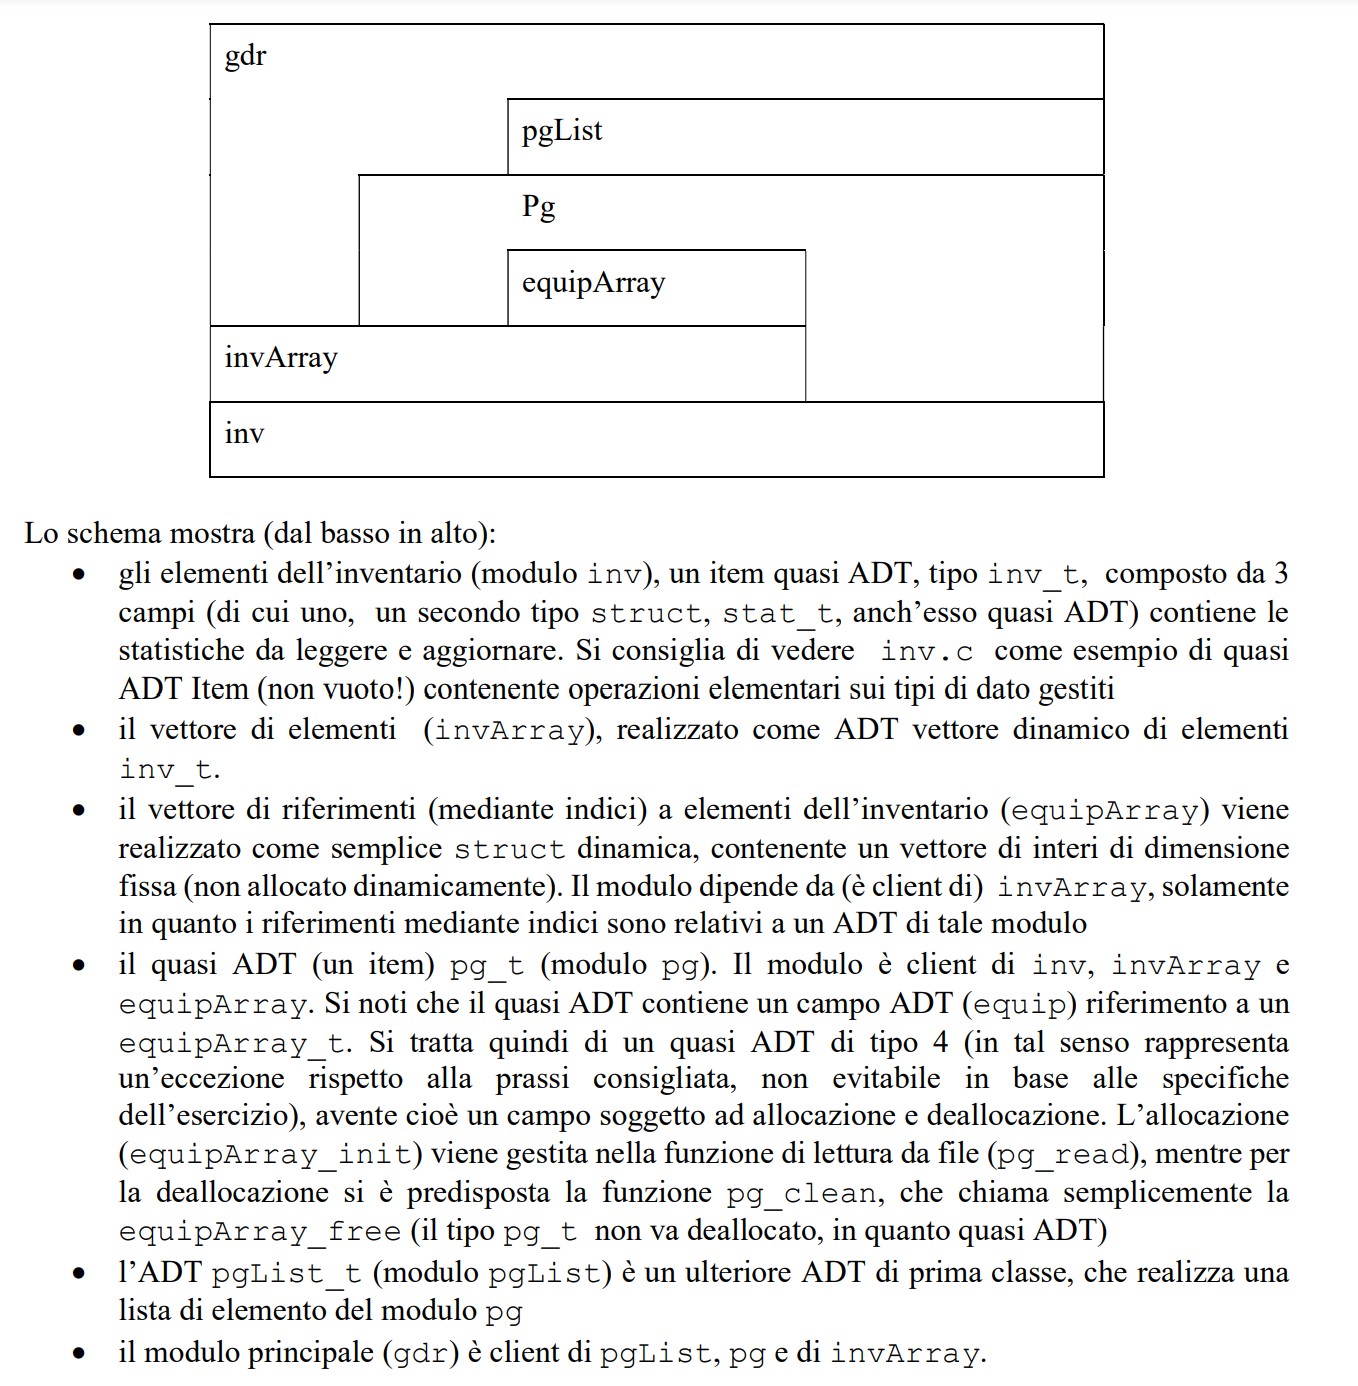 gdr
pgList
Pg
equipArray
invArray
inv
Lo schema mostra (dal basso in alto):
• gli elementi dell’inventario (modulo inv), un item quasi ADT, tipo inv_t, composto da 3
campi (di cui uno, un secondo tipo struct, stat_t, anch’esso quasi ADT) contiene le
statistiche da leggere e aggiornare. Si consiglia di vedere inv.c come esempio di quasi
ADT Item (non vuoto!) contenente operazioni elementari sui tipi di dato gestiti
• il vettore di elementi (invArray), realizzato come ADT vettore dinamico di elementi
inv_t.
• il vettore di riferimenti (mediante indici) a elementi dell’inventario (equipArray) viene
realizzato come semplice struct dinamica, contenente un vettore di interi di dimensione
fissa (non allocato dinamicamente). Il modulo dipende da (è client di) invArray, solamente
in quanto i riferimenti mediante indici sono relativi a un ADT di tale modulo
• il quasi ADT (un item) pg_t (modulo pg). Il modulo è client di inv, invArray e
equipArray. Si noti che il quasi ADT contiene un campo ADT (equip) riferimento a un
equipArray_t. Si tratta quindi di un quasi ADT di tipo 4 (in tal senso rappresenta
un’eccezione rispetto alla prassi consigliata, non evitabile in base alle specifiche
dell’esercizio), avente cioè un campo soggetto ad allocazione e deallocazione. L’allocazione
(equipArray_init) viene gestita nella funzione di lettura da file (pg_read), mentre per
la deallocazione si è predisposta la funzione pg_clean, che chiama semplicemente la
equipArray_free (il tipo pg_t non va deallocato, in quanto quasi ADT)
• l’ADT pgList_t (modulo pgList) è un ulteriore ADT di prima classe, che realizza una
lista di elemento del modulo pg
• il modulo principale (gdr) è client di pgList, pg e di invArray.